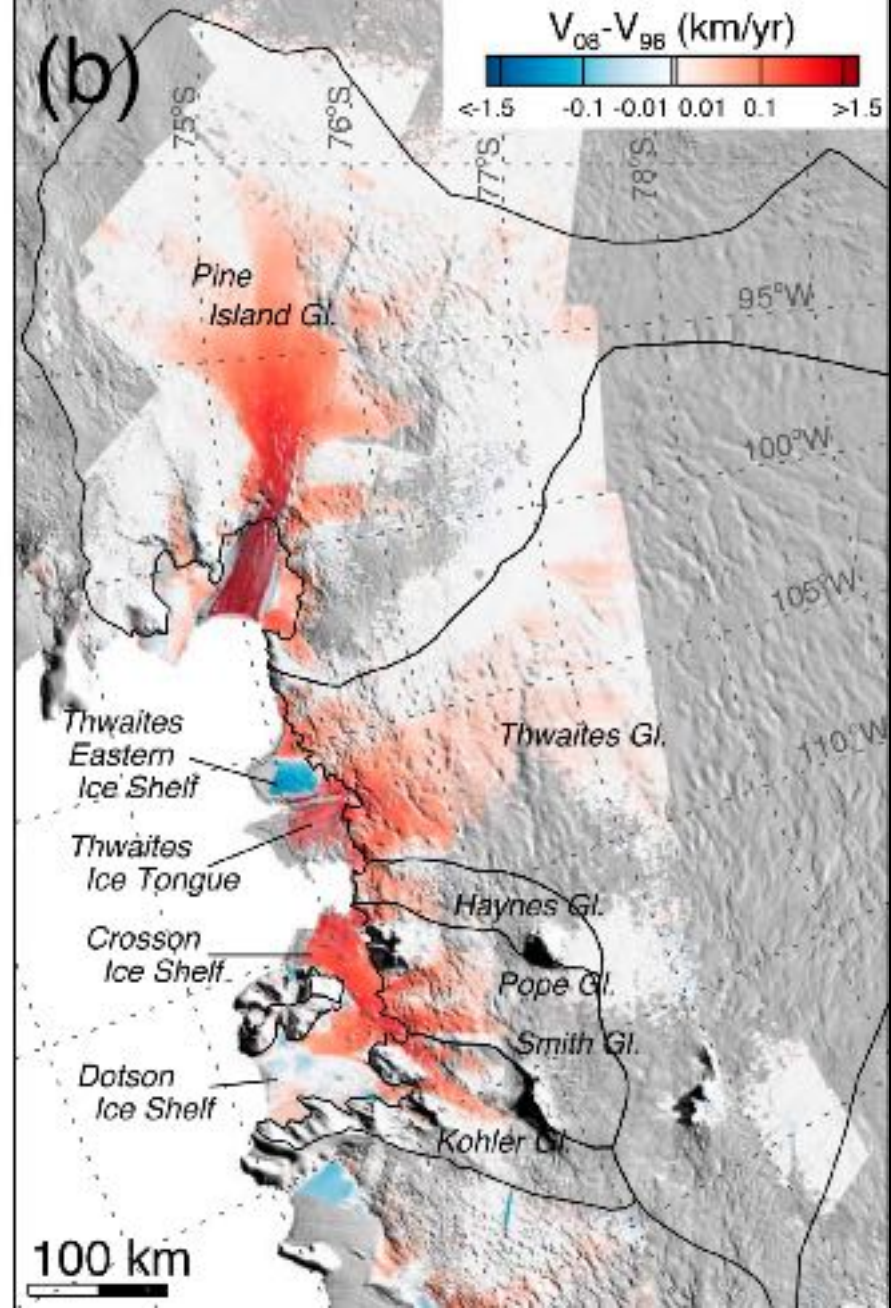 (b)
V08-V96 (km/yr)
<-1.5 -0.1 -0.01 0.01 0.1 >1.5
75°S
76°S
77°S
78°S
Pine
Island Gl.
95°W
100°W
105°W
110°W
Thwaites
Eastern
Ice Shelf
Thwaites Gl.
Thwaites
Ice Tongue
Haynes Gl.
Crosson
Ice Shelf
Pope Gl.
Smith Gl.
Dotson
Ice Shelf
Kohler Gl.
100 km